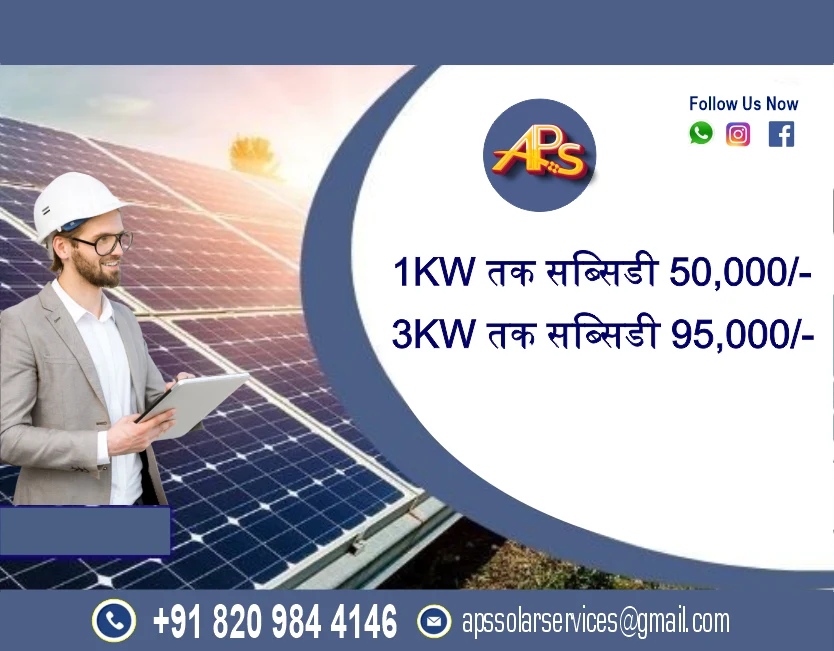 APS
Follow Us Now
1KW तक सब्सिडी 50,000/-
3KW तक सब्सिडी 95,000/-
+91 820 984 4146
apssolarservices@gmail.com